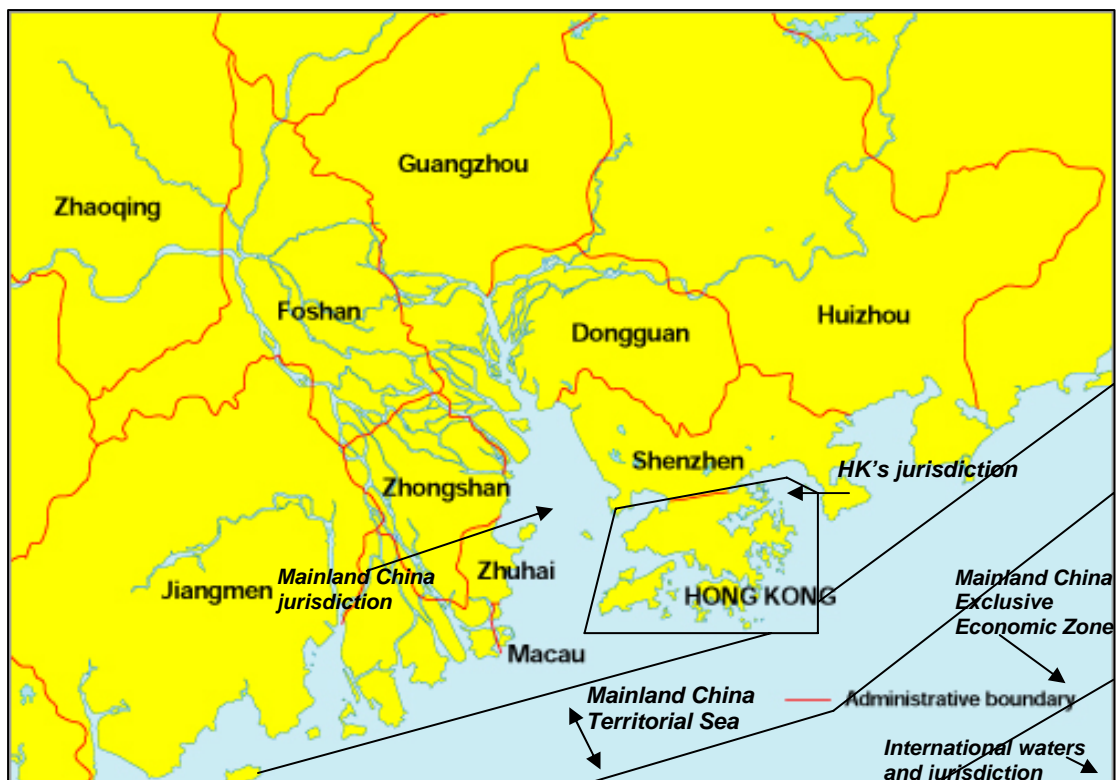 Guangzhou
Zhaoqing
Foshan
Dongguan
Huizhou
Shenzhen
HK's jurisdiction
Zhongshan
Mainland China
jurisdiction
Zhuhai
Jiangmen
HONG KONG
Mainland China
Exclusive
Economic Zone
Macau
Mainland China
Territorial Sea
Administrative boundary
International waters
and jurisdiction